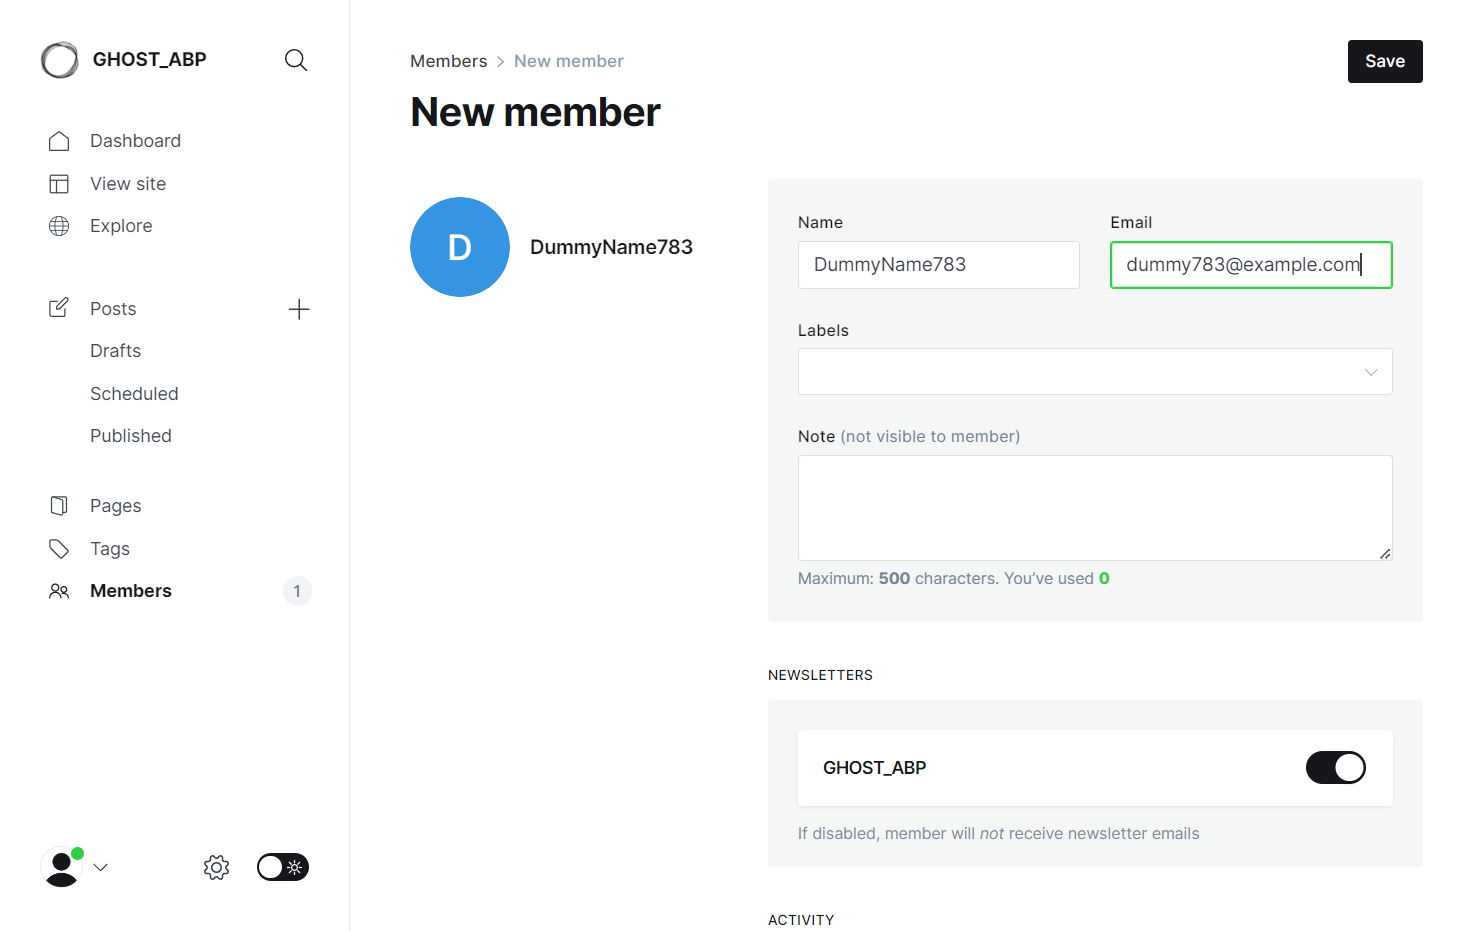 GHOST_ABP
Dashboard
View site
Explore
Posts
Drafts
Scheduled
Published
Pages
Tags
Members
1
Members > New member
Save
New member
D
DummyName783
Name
DummyName783
Email
dummy783@example.com
Labels
Note (not visible to member)
Maximum: 500 characters. You’ve used 0
NEWSLETTERS
GHOST_ABP
If disabled, member will not receive newsletter emails
ACTIVITY